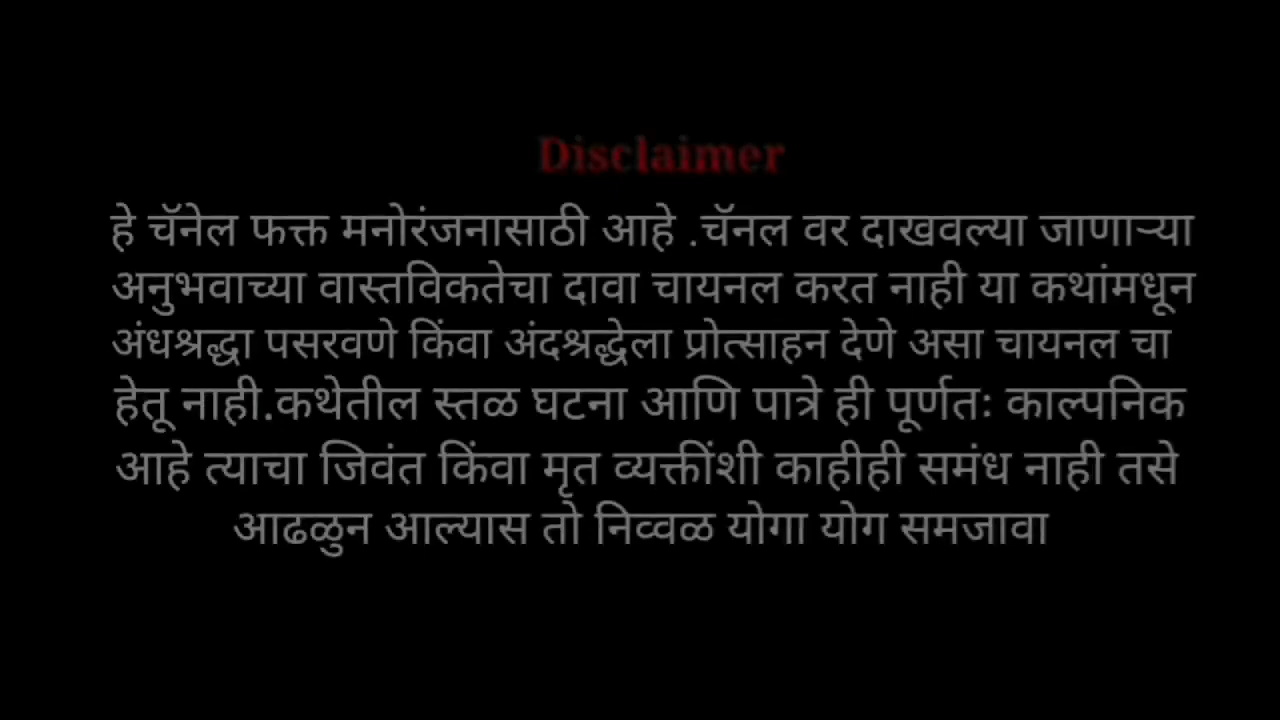 Disclaimer
हे चॅनेल फक्त मनोरंजनासाठी आहे .चॅनल वर दाखवल्या जाणाऱ्या
अनुभवाच्या वास्तविकतेचा दावा चायनल करत नाही या कथांमधून
अंधश्रद्धा पसरवणे किंवा अंदश्रद्धेला प्रोत्साहन देणे असा चायनल चा
हेतू नाही.कथेतील स्तळ घटना आणि पात्रे ही पूर्णतः काल्पनिक
आहे त्याचा जिवंत किंवा मृत व्यक्तींशी काहीही समंध नाही तसे
आढळुन आल्यास तो निव्वळ योगा योग समजावा